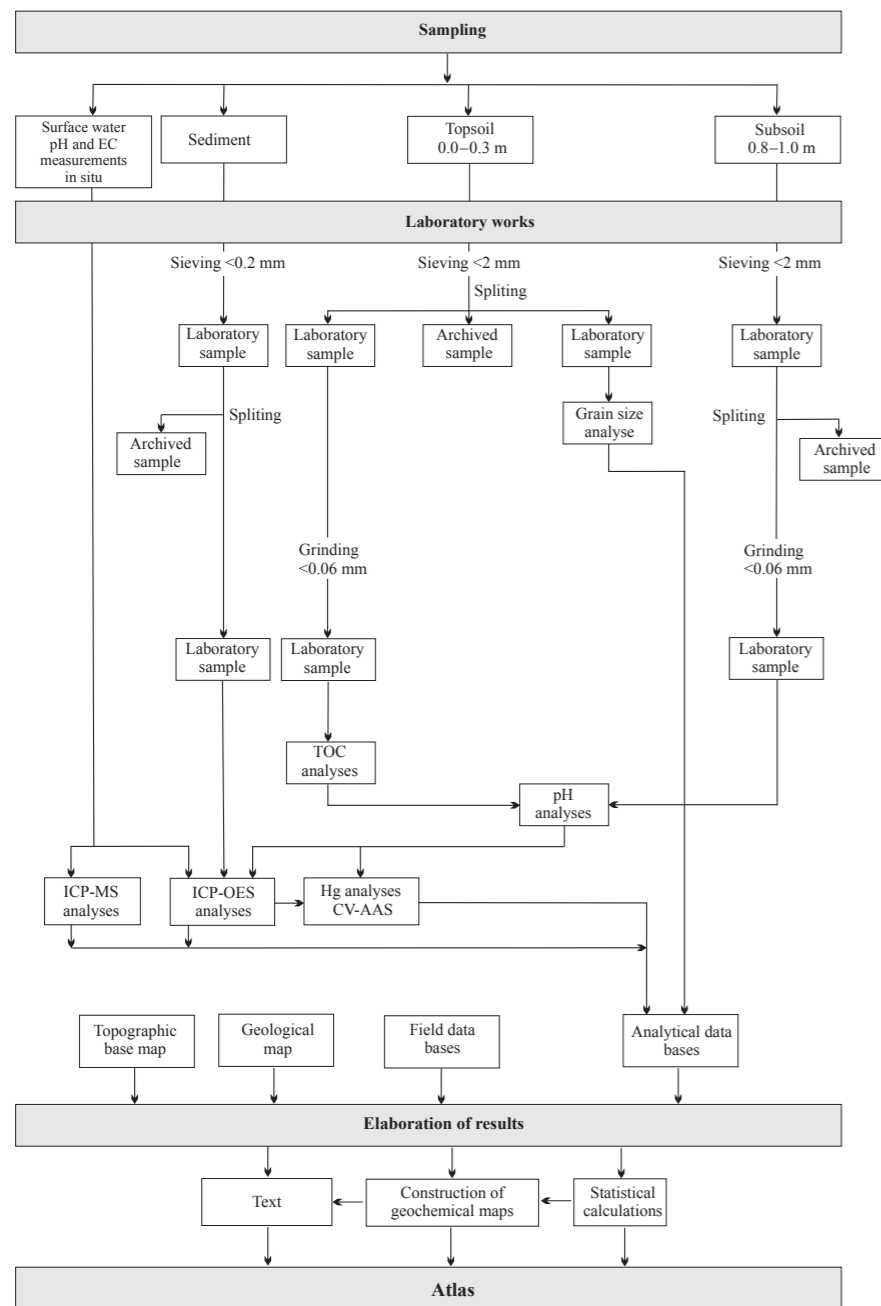 Sampling
Surface water
pH and EC
measurements
in situ
Sediment
Topsoil
0.0–0.3 m
Subsoil
0.8–1.0 m
Laboratory works
Sieving <0.2 mm
Sieving <2 mm
Sieving <2 mm
Spliting
Laboratory
sample
Laboratory
sample
Archived
sample
Laboratory
sample
Laboratory
sample
Spliting
Grain size
analyse
Spliting
Archived
sample
Archived
sample
Grinding
<0.06 mm
Grinding
<0.06 mm
Laboratory
sample
Laboratory
sample
Laboratory
sample
TOC
analyses
pH
analyses
ICP-MS
analyses
ICP-OES
analyses
Hg analyses
CV-AAS
Topographic
base map
Geological
map
Field data
bases
Analytical data
bases
Elaboration of results
Text
Construction of
geochemical maps
Statistical
calculations
Atlas